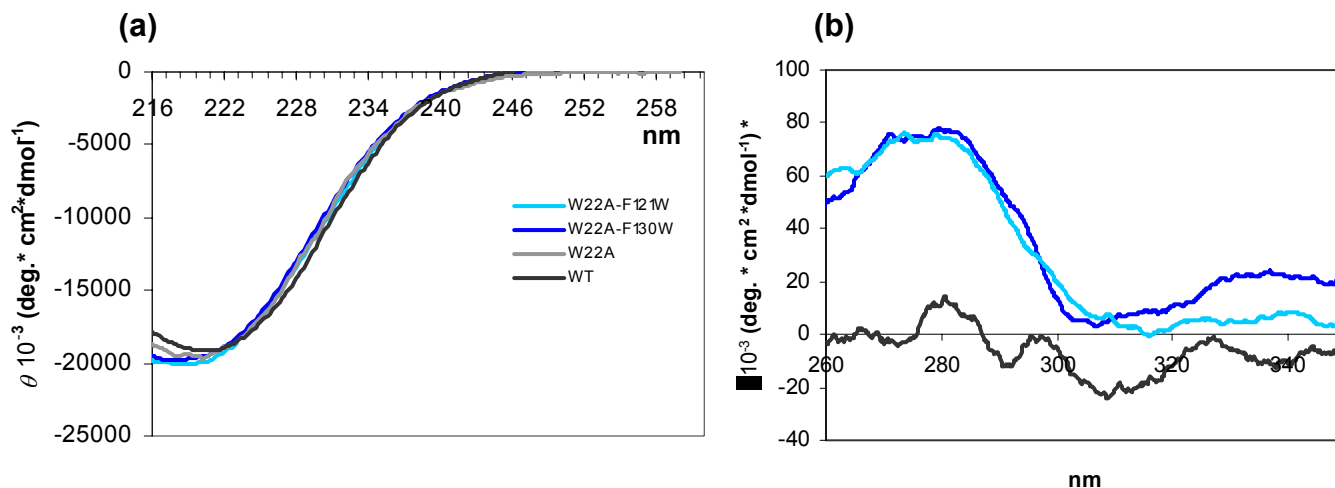 (a)
0
216 222 228 234 240 246 252 258
nm
-5000
-10000
-15000
-20000
-25000
θ 10⁻³ (deg.* cm²*dmol⁻¹)
W22A-F121W
W22A-F130W
W22A
WT
(b)
100
80
60
40
20
0
-20
-40
260 280 300 320 340
10⁻³ (deg. * cm² *dmol⁻¹) *
nm